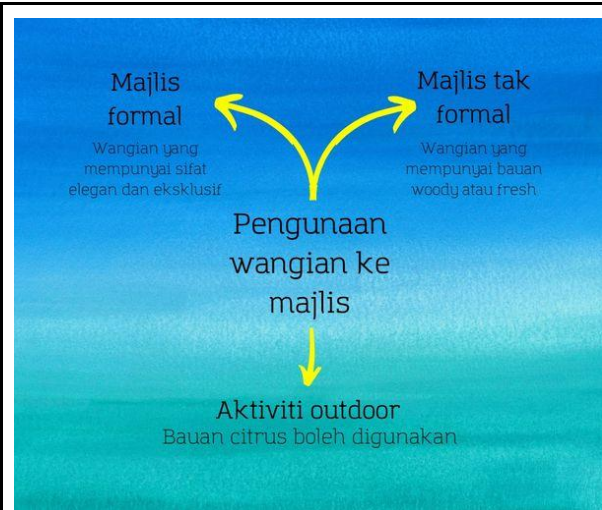 Majlis
formal
Wangian yang
mempunyai sifat
elegan dan eksklusif
Majlis tak
formal
Wangian yang
mempunyai bauan
woody atau fresh
Pengunaan
wangian ke
majlis
Aktiviti outdoor
Bauan citrus boleh digunakan